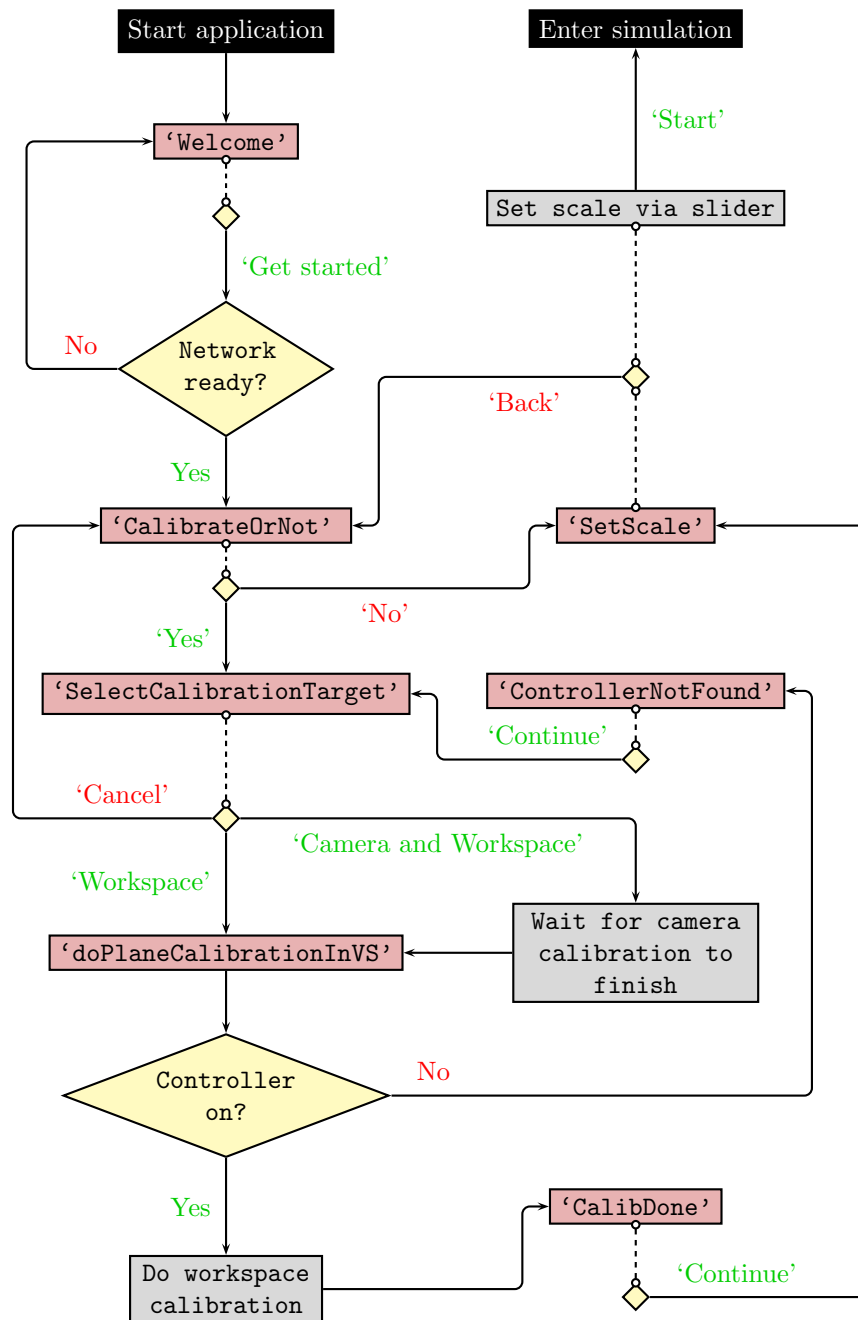 Start application
Enter simulation
‘Start’
‘Welcome’
Set scale via slider
‘Get started’
No
Network
ready?
‘Back’
Yes
‘CalibrateOrNot’
‘SetScale’
‘No’
‘Yes’
‘SelectCalibrationTarget’
‘ControllerNotFound’
‘Continue’
‘Cancel’
‘Camera and Workspace’
‘Workspace’
Wait for camera
calibration to
finish
‘doPlaneCalibrationInVS’
Controller
on?
No
Yes
‘CalibDone’
Do workspace
calibration
‘Continue’